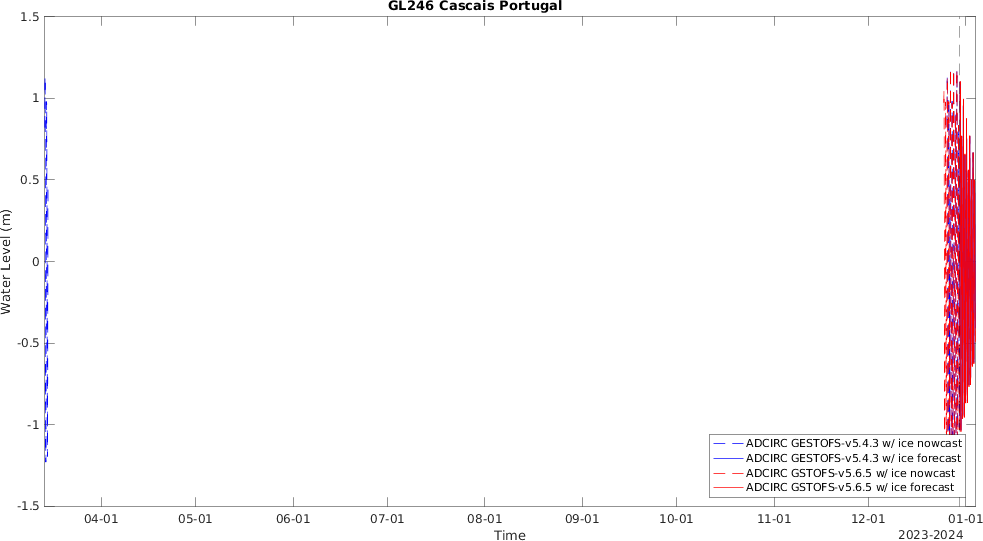 GL246 Cascais Portugal
1.5
1
0.5
0
-0.5
-1
-1.5
Water Level (m)
04-01 05-01 06-01 07-01 08-01 09-01 10-01 11-01 12-01 01-01
Time
2023-2024
ADCIRC GESTOFS-v5.4.3 w/ ice nowcast
ADCIRC GESTOFS-v5.4.3 w/ ice forecast
ADCIRC GSTOFS-v5.6.5 w/ ice nowcast
ADCIRC GSTOFS-v5.6.5 w/ ice forecast